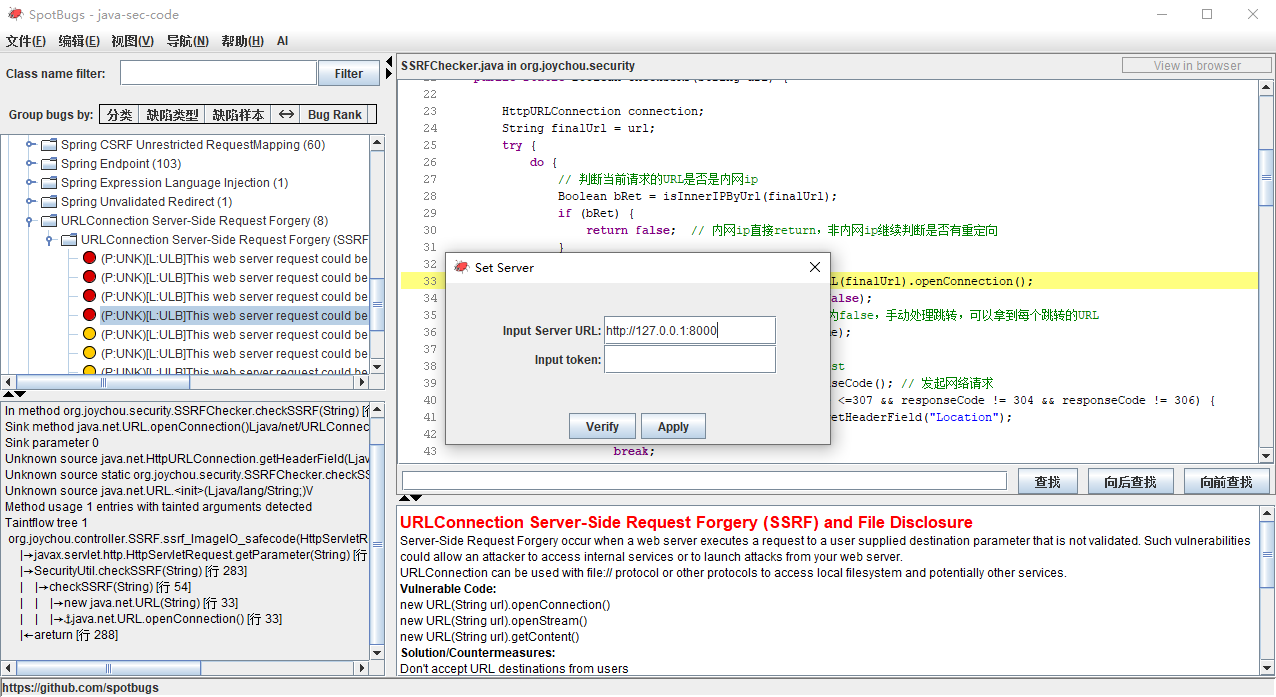 SpotBugs - java-sec-code
文件(F) 编辑(E) 视图(V) 导航(N) 帮助(H) AI
Class name filter:
Filter
Group bugs by:
分类 缺陷类型 缺陷样本 ↔ Bug Rank
Spring CSRF Unrestricted RequestMapping (60)
Spring Endpoint (103)
Spring Expression Language Injection (1)
Spring Unvalidated Redirect (1)
URLConnection Server-Side Request Forgery (8)
URLConnection Server-Side Request Forgery (SSRF
(P:UNK)[L:ULB]This web server request could be
(P:UNK)[L:ULB]This web server request could be
(P:UNK)[L:ULB]This web server request could be
(P:UNK)[L:ULB]This web server request could be
(P:UNK)[L:ULB]This web server request could be
(P:UNK)[L:ULB]This web server request could be
(P:UNK)[L:ULB]This web server request could be
In method org.joychou.security.SSRFChecker.checkSSRF(String) [行
Sink method java.net.URL.openConnection()Ljava/net/URLConnec
Sink parameter 0
Unknown source java.net.HttpURLConnection.getHeaderField(Ljav
Unknown source static org.joychou.security.SSRFChecker.checkSS
Unknown source java.net.URL.<init>(Ljava/lang/String;)V
Method usage 1 entries with tainted arguments detected
Taintflow tree 1
org.joychou.controller.SSRF.ssrf_ImageIO_safecode(HttpServletR
|→javax.servlet.http.HttpServletRequest.getParameter(String) [行
|→SecurityUtil.checkSSRF(String) [行 283]
| |→checkSSRF(String) [行 54]
| | |→new java.net.URL(String) [行 33]
| | |→⚓java.net.URL.openConnection() [行 33]
|←areturn [行 288]
https://github.com/spotbugs
SSRFChecker.java in org.joychou.security
View in browser
22
23 HttpURLConnection connection;
24 String finalUrl = url;
25 try {
26 do {
27 // 判断当前请求的URL是否是内网ip
28 Boolean bRet = isInnerIPByUrl(finalUrl);
29 if (bRet) {
30 return false; // 内网ip直接return，非内网ip继续判断是否有重定向
31 }
32
33 L(finalUrl).openConnection();
34 alse);
35 为false，手动处理跳转，可以拿到每个跳转的URL
36 e);
37
38 st
39 seCode(); // 发起网络请求
40 <=307 && responseCode != 304 && responseCode != 306) {
41 etHeaderField("Location");
42
43 break;
Set Server
Input Server URL: http://127.0.0.1:8000
Input token:
Verify Apply
查找 向后查找 向前查找
URLConnection Server-Side Request Forgery (SSRF) and File Disclosure
Server-Side Request Forgery occur when a web server executes a request to a user supplied destination parameter that is not validated. Such vulnerabilities
could allow an attacker to access internal services or to launch attacks from your web server.
URLConnection can be used with file:// protocol or other protocols to access local filesystem and potentially other services.
Vulnerable Code:
new URL(String url).openConnection()
new URL(String url).openStream()
new URL(String url).getContent()
Solution/Countermeasures:
Don't accept URL destinations from users